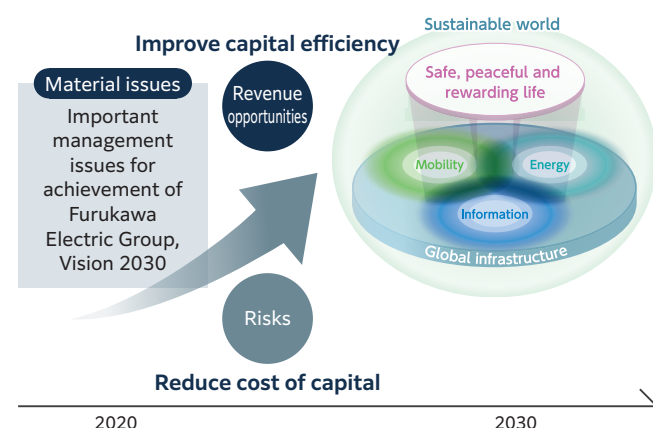 Sustainable world
Improve capital efficiency
Safe, peaceful and
rewarding life
Material issues
Revenue
opportunities
Important
management
issues for
achievement of
Furukawa
Electric Group,
Vision 2030
Mobility
Energy
Information
Global infrastructure
Risks
Reduce cost of capital
2020
2030